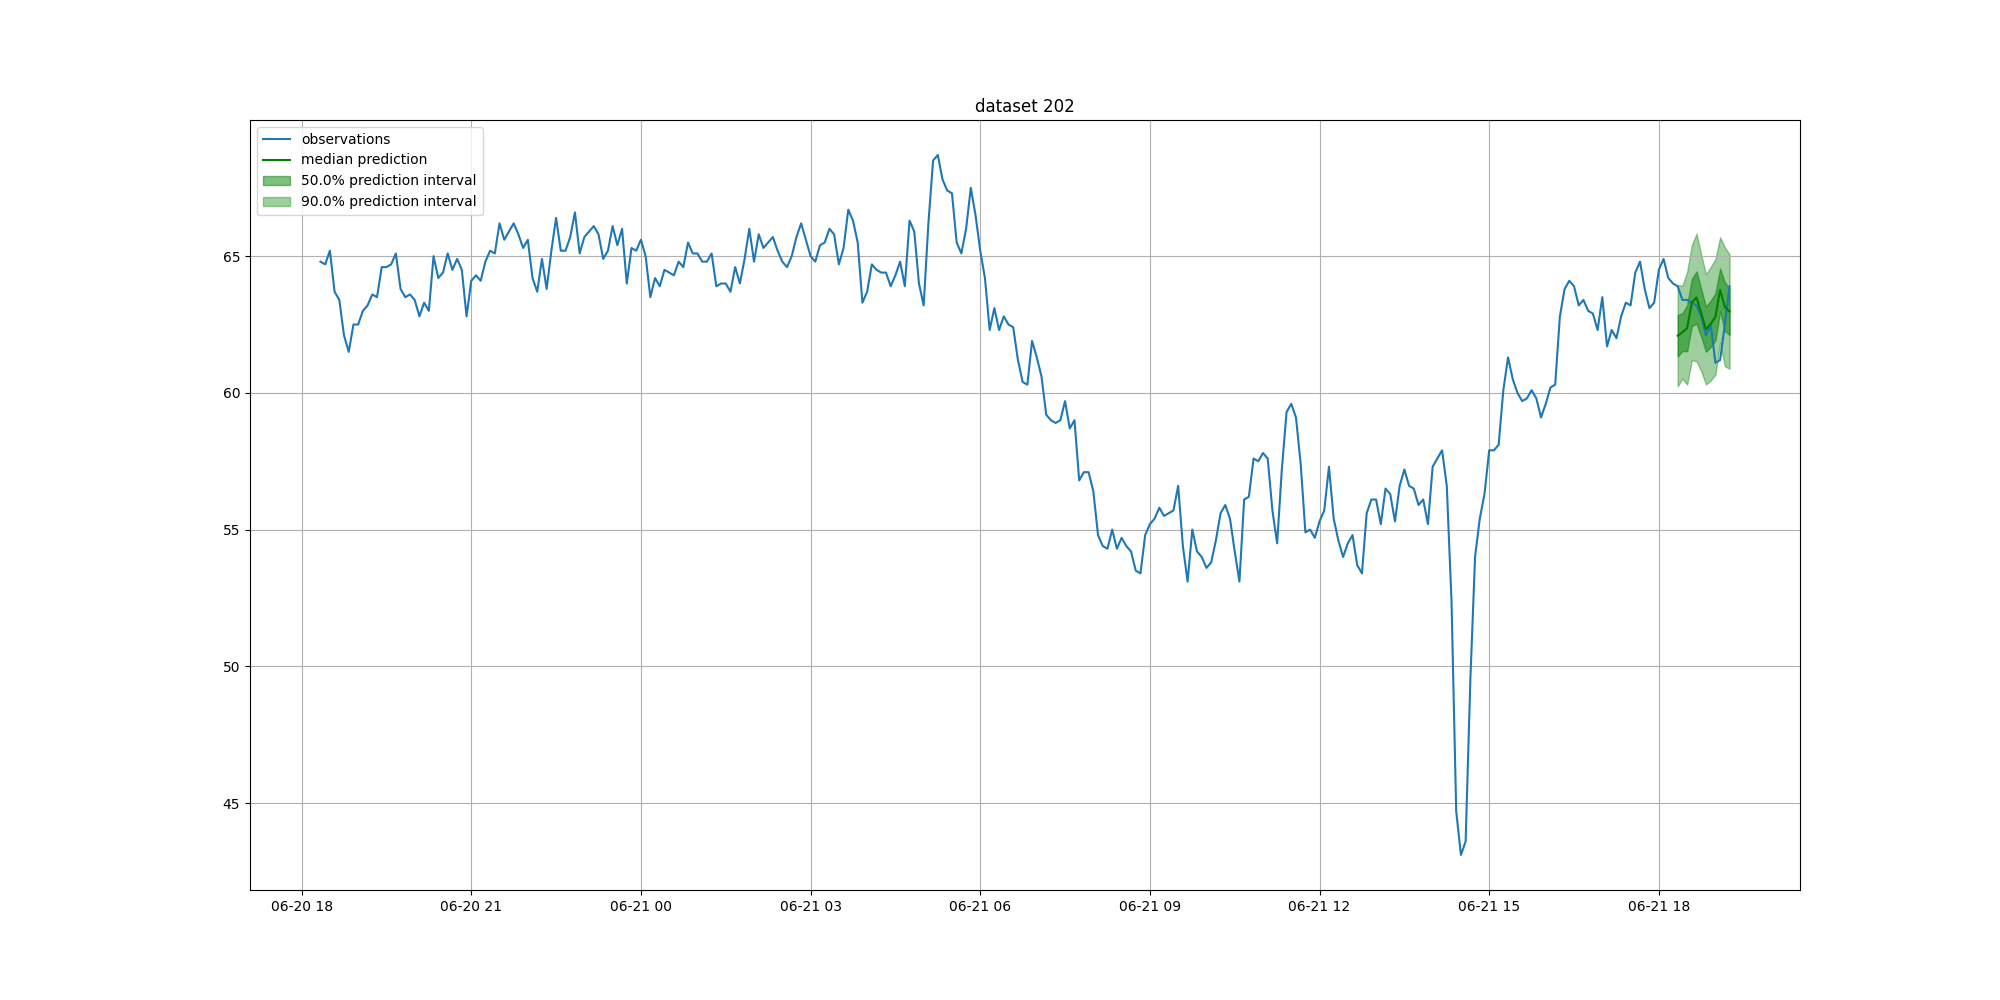 dataset 202
observations
median prediction
50.0% prediction interval
90.0% prediction interval
65
60
55
50
45
06-20 18
06-20 21
06-21 00
06-21 03
06-21 06
06-21 09
06-21 12
06-21 15
06-21 18